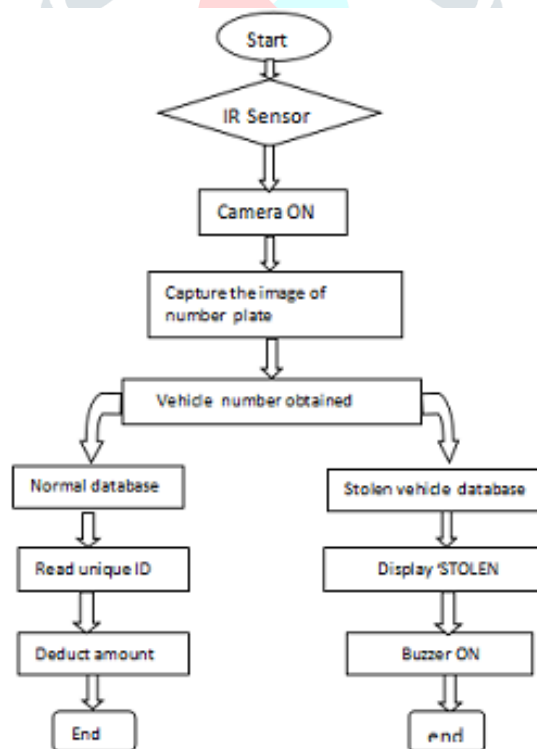 Start
IR Sensor
Camera ON
Capture the image of
number plate
Vehicle number obtained
Normal database
Stolen vehicle database
Read unique ID
Display 'STOLEN
Deduct amount
Buzzer ON
End
end